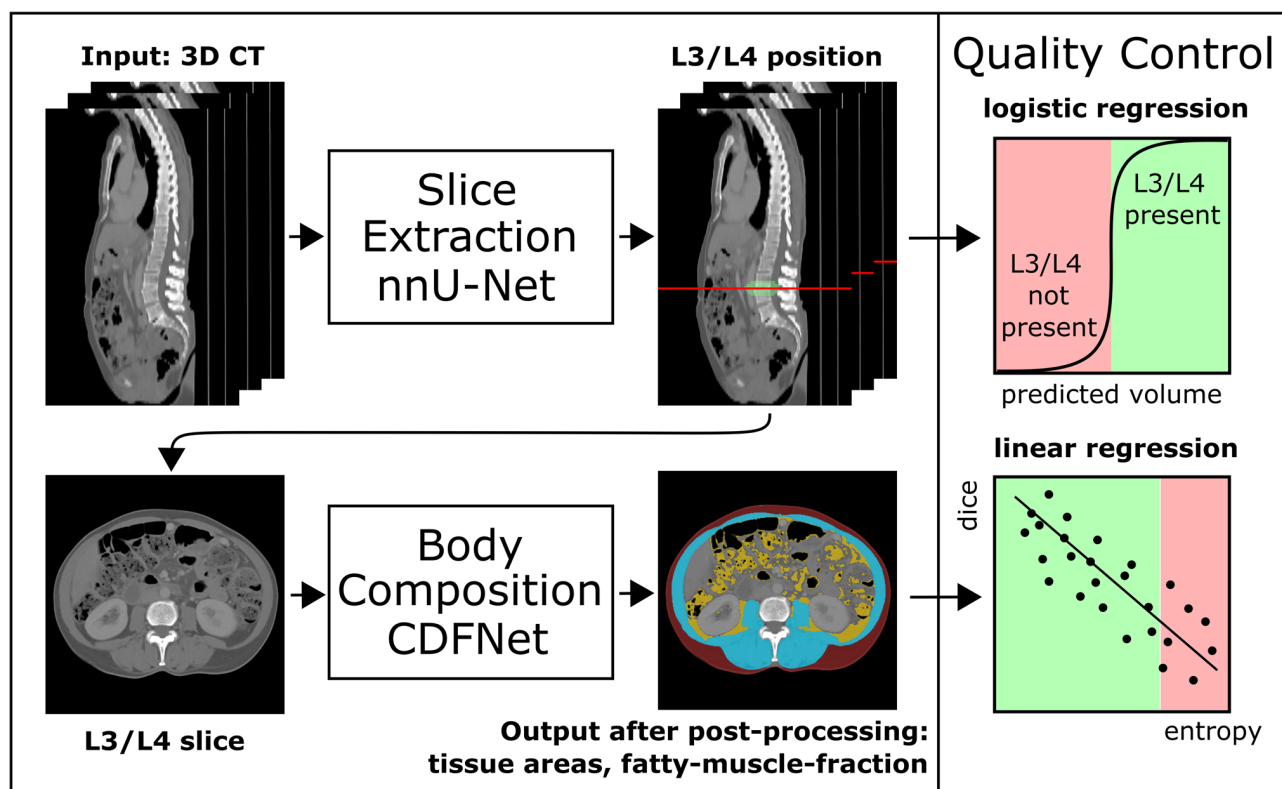 Input: 3D CT
Slice
Extraction
nnU-Net
L3/L4 position
L3/L4 slice
Body
Composition
CDFNet
Output after post-processing:
tissue areas, fatty-muscle-fraction
Quality Control
logistic regression
L3/L4
present
L3/L4
not
present
predicted volume
linear regression
dice
entropy